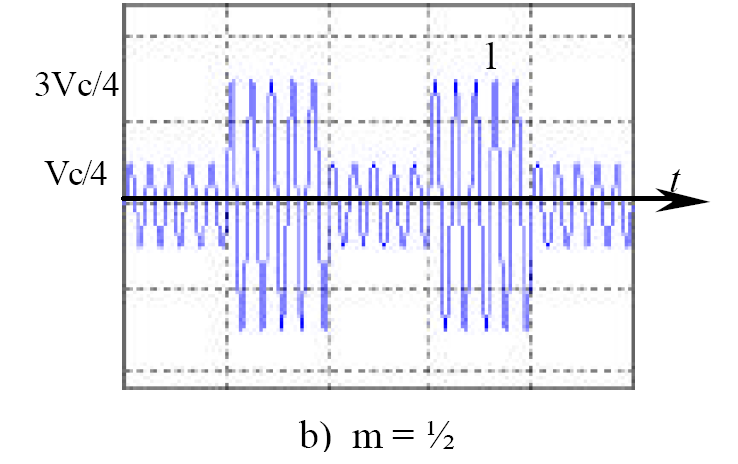 1
3Vc/4
Vc/4
t
b) m = ½